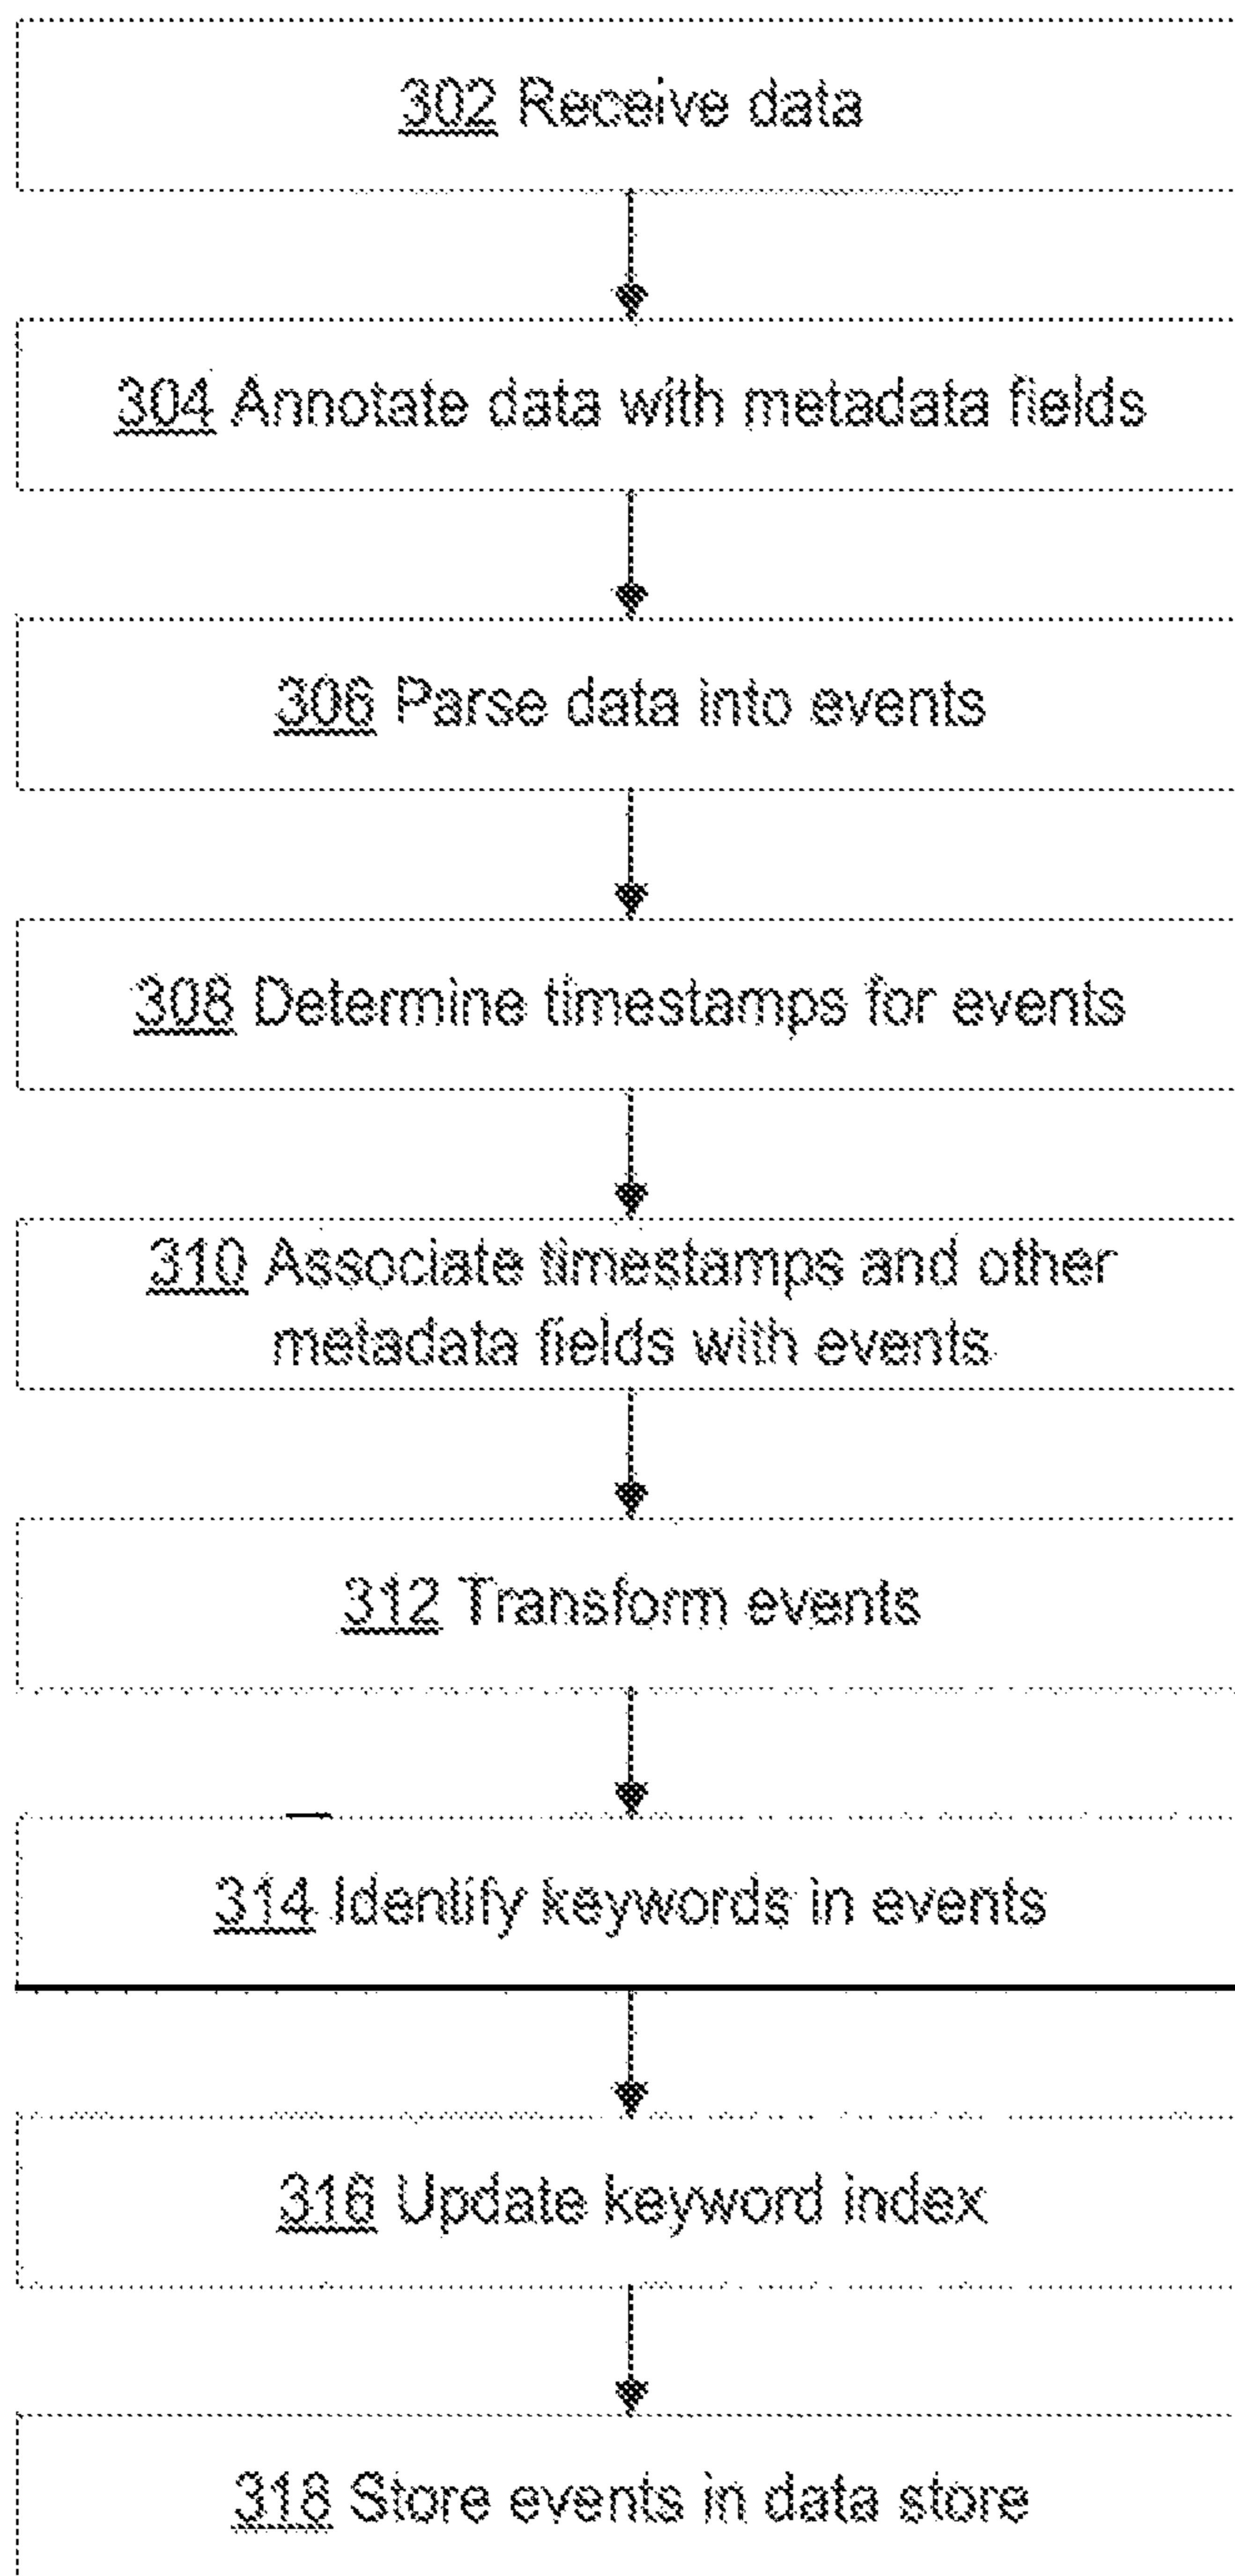 302 Receive data
304 Annotate data with metadata fields
306 Parse data into events
308 Determine timestamps for events
310 Associate timestamps and other
metadata fields with events
312 Transform events
314 Identify keywords in events
316 Update keyword index
318 Store events in data store